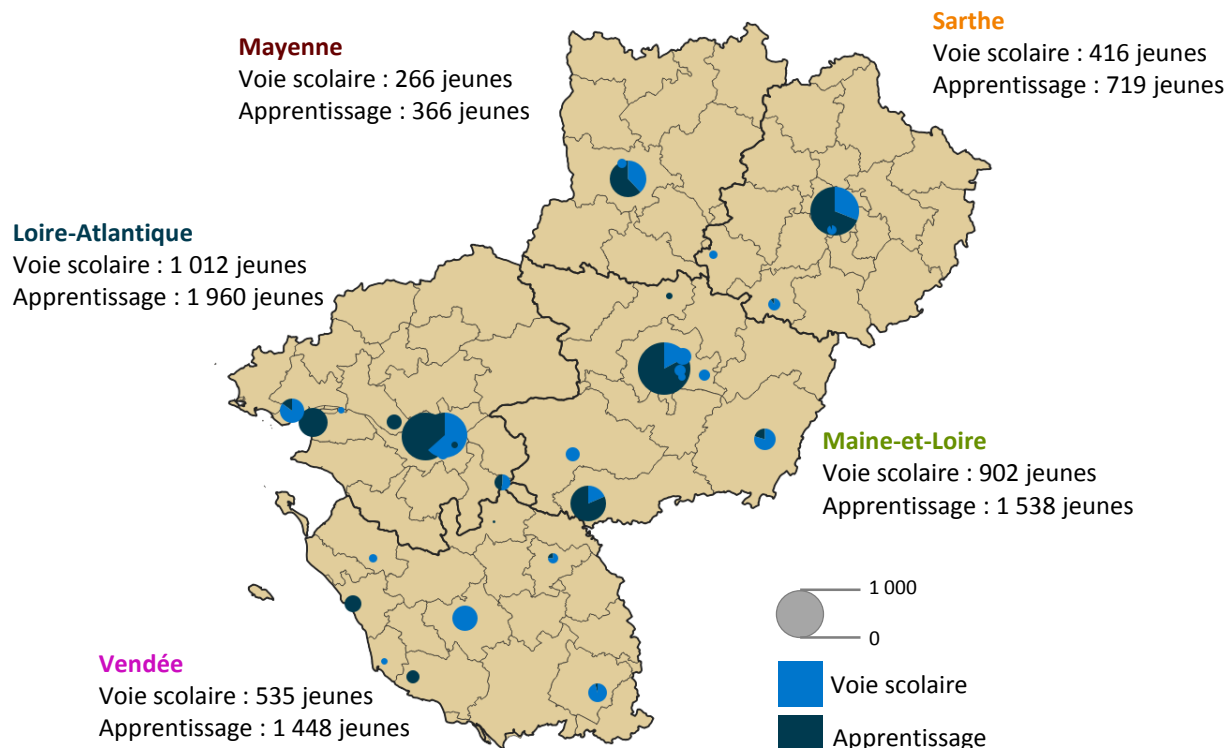 Mayenne
Voie scolaire : 266 jeunes
Apprentissage : 366 jeunes
Sarthe
Voie scolaire : 416 jeunes
Apprentissage : 719 jeunes
Loire-Atlantique
Voie scolaire : 1 012 jeunes
Apprentissage : 1 960 jeunes
Maine-et-Loire
Voie scolaire : 902 jeunes
Apprentissage : 1 538 jeunes
Vendée
Voie scolaire : 535 jeunes
Apprentissage : 1 448 jeunes
1 000
0
Voie scolaire
Apprentissage